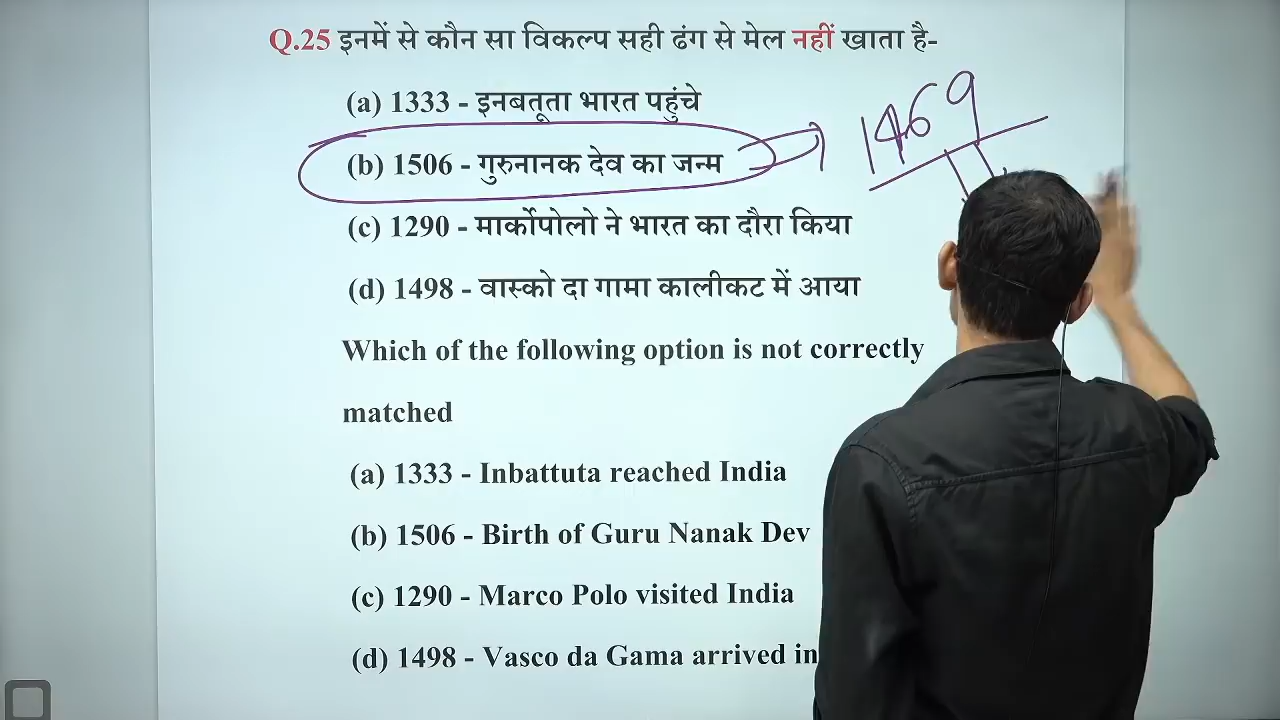 Q.25 इनमें से कौन सा विकल्प सही ढंग से मेल नहीं खाता है-
(a) 1333 - इनबतूता भारत पहुंचे
1469
(b) 1506 - गुरुनानक देव का जन्म
(c) 1290 - मार्कोपोलो ने भारत का दौरा किया
(d) 1498 - वास्को दा गामा कालीकट में आया
Which of the following option is not correctly
matched
(a) 1333 - Inbattuta reached India
(b) 1506 - Birth of Guru Nanak Dev
(c) 1290 - Marco Polo visited India
(d) 1498 - Vasco da Gama arrived in